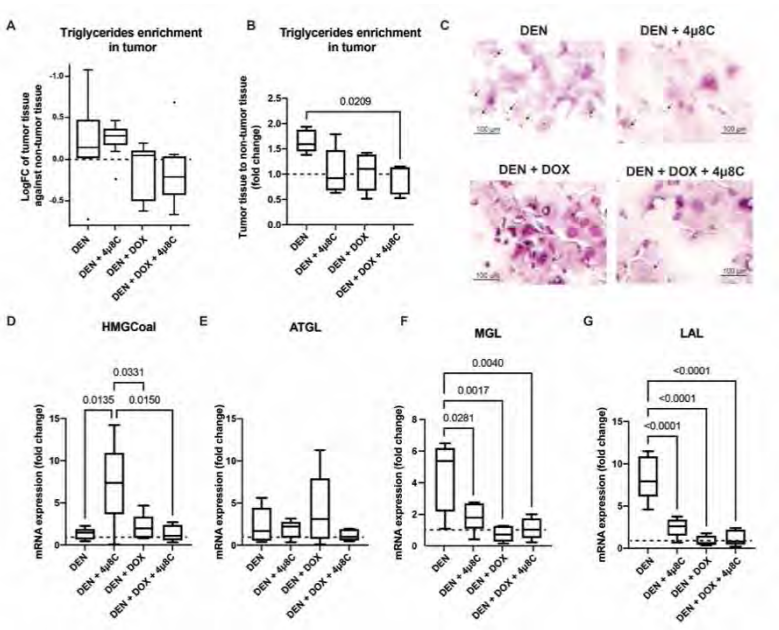 A
Triglycerides enrichment
in tumor
LogFC of tumor tissue
against non-tumor tissue
-1.0
0.5
0.0
-0.5
DEN
DEN + 4µ8C
DEN + DOX
DEN + DOX + 4µ8C
B
Triglycerides enrichment
in tumor
Tumor tissue to non-tumor tissue
(fold change)
2.5
2.0
1.5
1.0
0.5
0.0
0.0209
DEN
DEN + 4µ8C
DEN + DOX
DEN + DOX + 4µ8C
C
DEN
DEN + 4µ8C
100 µm
100 µm
DEN + DOX
DEN + DOX + 4µ8C
100 µm
100 µm
D
HMGCoal
mRNA expression (fold change)
15
10
5
0
0.0331
0.0135
0.0150
DEN
DEN + 4µ8C
DEN + DOX
DEN + DOX + 4µ8C
E
ATGL
mRNA expression (fold change)
15
10
5
0
DEN
DEN + 4µ8C
DEN + DOX
DEN + DOX + 4µ8C
F
MGL
mRNA expression (fold change)
8
6
4
2
0
0.0040
0.0017
0.0281
DEN
DEN + 4µ8C
DEN + DOX
DEN + DOX + 4µ8C
G
LAL
mRNA expression (fold change)
15
10
5
0
<0.0001
<0.0001
<0.0001
DEN
DEN + 4µ8C
DEN + DOX
DEN + DOX + 4µ8C